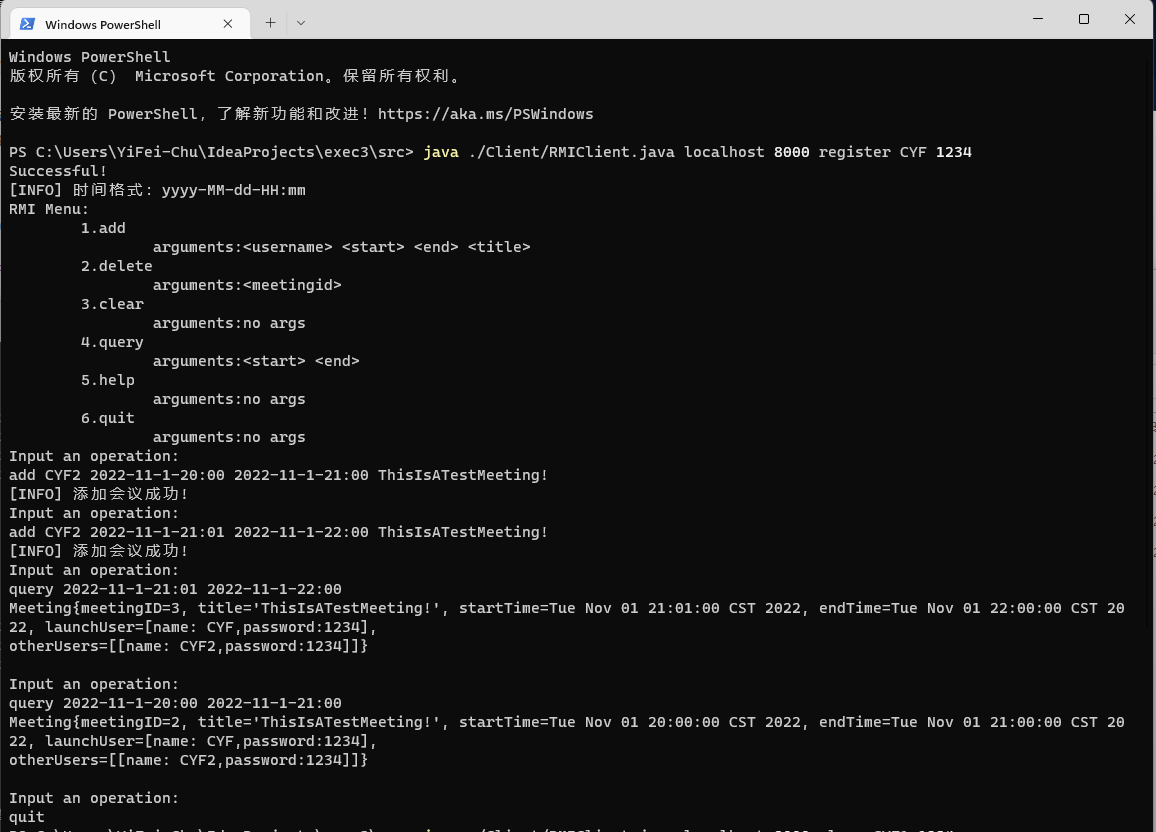 Windows PowerShell
Windows PowerShell
版权所有 (C) Microsoft Corporation。保留所有权利。
安装最新的 PowerShell，了解新功能和改进！https://aka.ms/PSWindows
PS C:\Users\YiFei-Chu\IdeaProjects\exec3\src> java ./Client/RMIClient.java localhost 8000 register CYF 1234
Successful!
[INFO] 时间格式：yyyy-MM-dd-HH:mm
RMI Menu:
1.add
arguments:<username> <start> <end> <title>
2.delete
arguments:<meetingid>
3.clear
arguments:no args
4.query
arguments:<start> <end>
5.help
arguments:no args
6.quit
arguments:no args
Input an operation:
add CYF2 2022-11-1-20:00 2022-11-1-21:00 ThisIsATestMeeting!
[INFO] 添加会议成功！
Input an operation:
add CYF2 2022-11-1-21:01 2022-11-1-22:00 ThisIsATestMeeting!
[INFO] 添加会议成功！
Input an operation:
query 2022-11-1-21:01 2022-11-1-22:00
Meeting{meetingID=3, title='ThisIsATestMeeting!', startTime=Tue Nov 01 21:01:00 CST 2022, endTime=Tue Nov 01 22:00:00 CST 20
22, launchUser=[name: CYF,password:1234],
otherUsers=[[name: CYF2,password:1234]]}
Input an operation:
query 2022-11-1-20:00 2022-11-1-21:00
Meeting{meetingID=2, title='ThisIsATestMeeting!', startTime=Tue Nov 01 20:00:00 CST 2022, endTime=Tue Nov 01 21:00:00 CST 20
22, launchUser=[name: CYF,password:1234],
otherUsers=[[name: CYF2,password:1234]]}
Input an operation:
quit